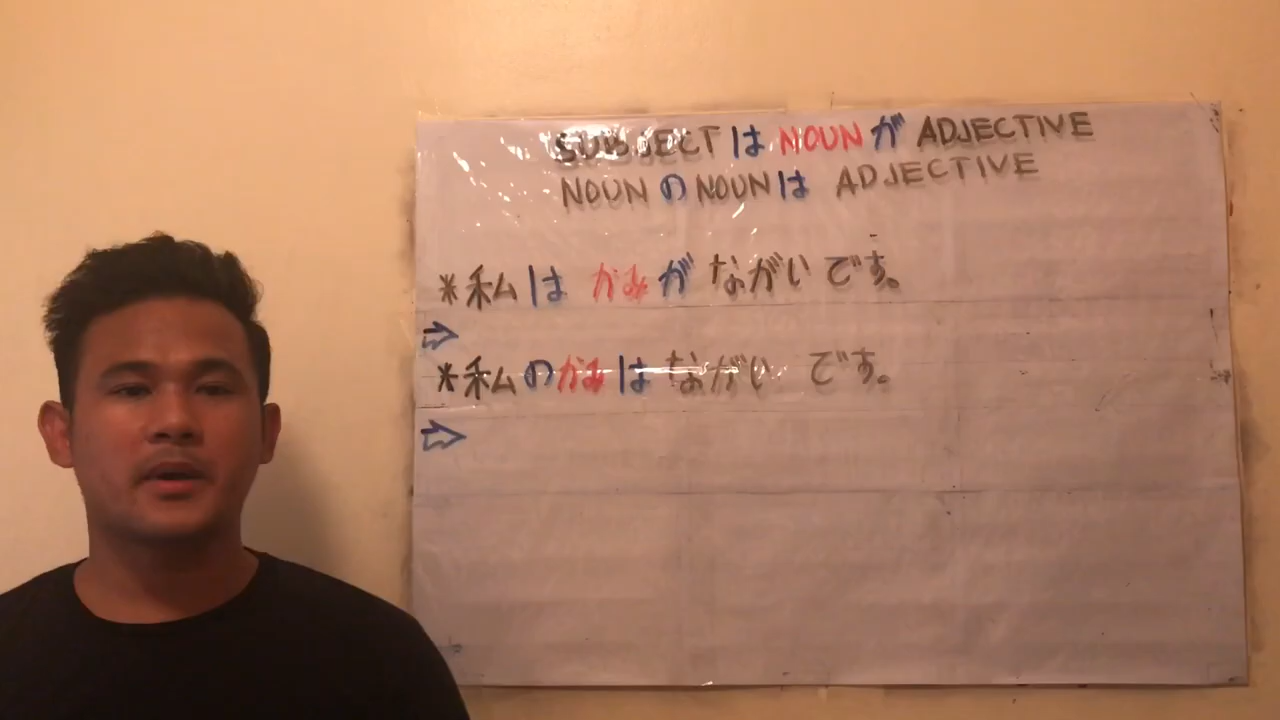 SUBJECT は NOUN が ADJECTIVE
NOUN の NOUN は ADJECTIVE
*私は かみが ながい です。
⇨
*私のかみは ながい です。
⇨